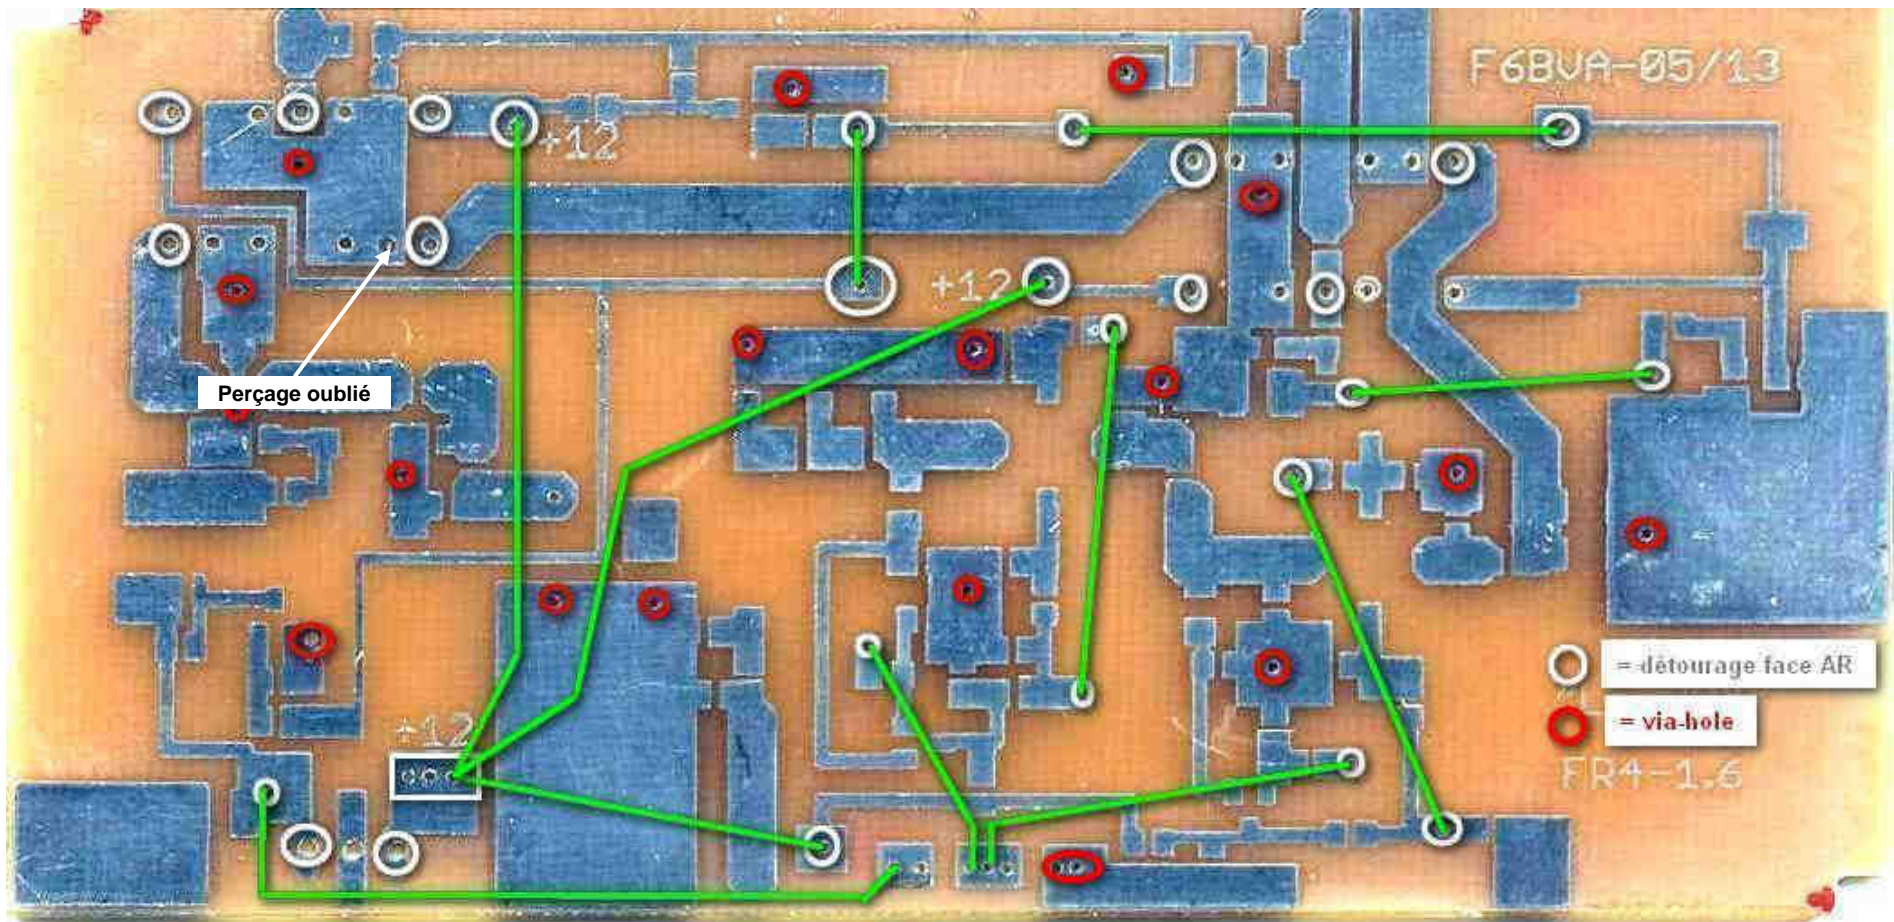 F6BVA-05/13
+12
+12
Perçage oublié
= détourage face AR
+12
= via-hole
FR4-1.6